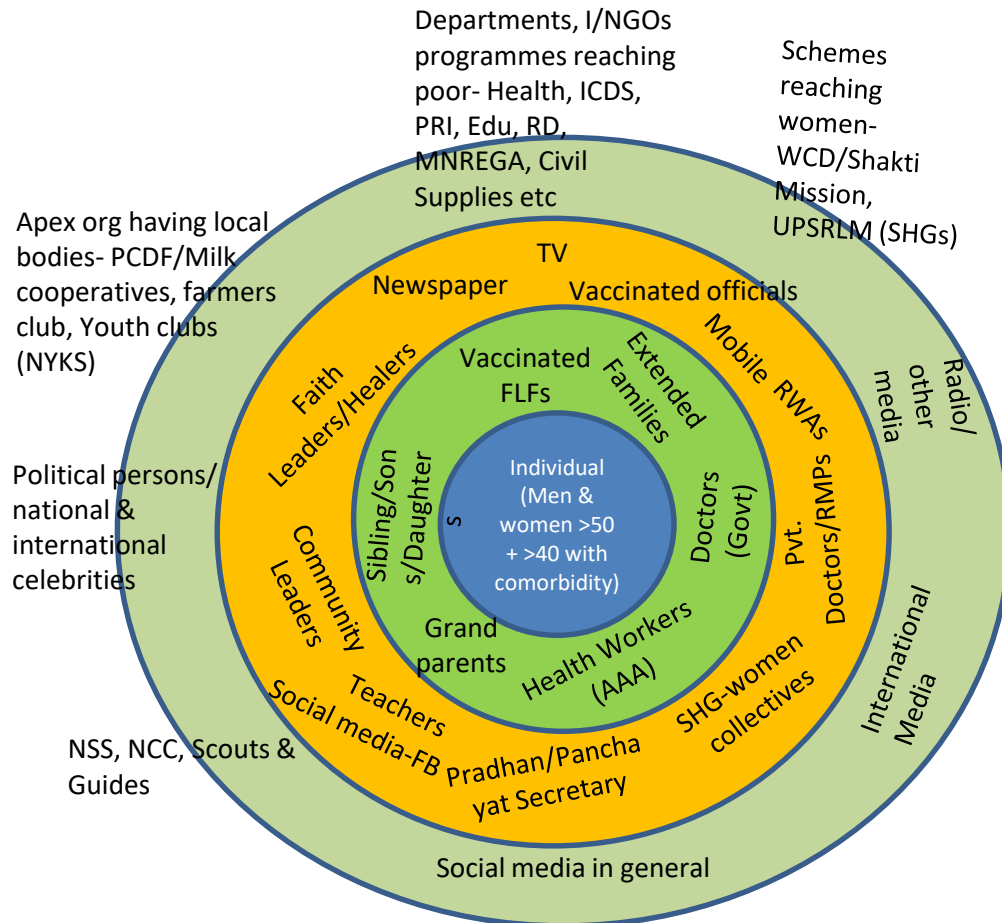 Departments, I/NGOs
programmes reaching
poor- Health, ICDS,
PRI, Edu, RD,
MNREGA, Civil
Supplies etc
Schemes
reaching
women-
WCD/Shakti
Mission,
UPSRLM (SHGs)
Apex org having local
bodies- PCDF/Milk
cooperatives, farmers
club, Youth clubs
(NYKS)
Political persons/
national &
international
celebrities
NSS, NCC, Scouts &
Guides
Social media in general
International
Media
Radio/
other
media
TV
Newspaper
Vaccinated officials
Mobile
RWAs
Pvt.
Doctors/RMPs
SHG-women
collectives
Pradhan/Pancha
yat Secretary
Social media-FB
Teachers
Community
Leaders
Faith
Leaders/Healers
Vaccinated
FLFs
Extended
Families
Doctors
(Govt)
Health Workers
(AAA)
Grand
parents
Sibling/Son
s/Daughter
s
Individual
(Men &
women >50
+ >40 with
comorbidity)